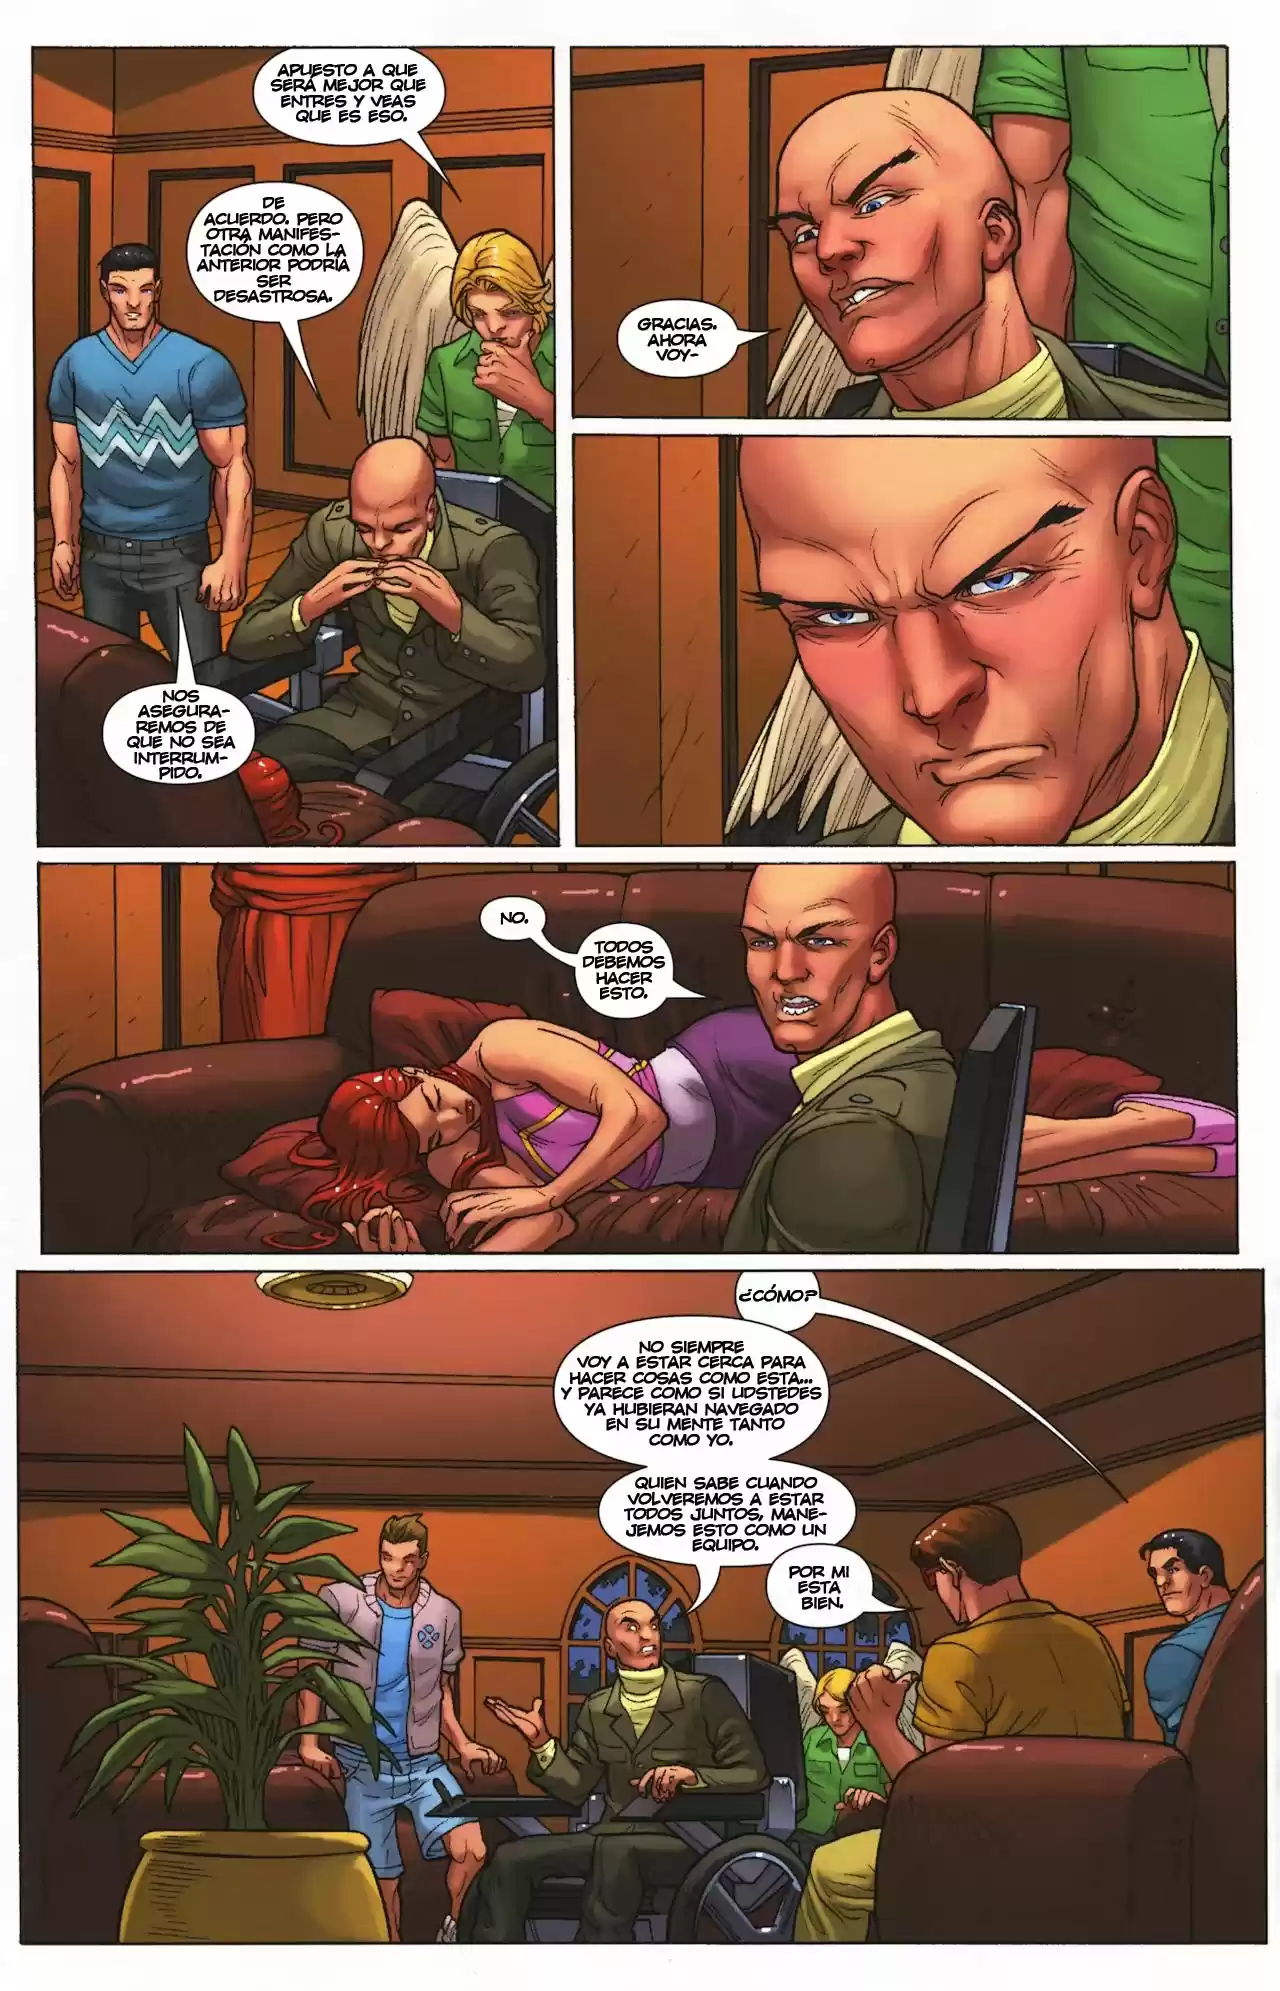 APUESTO A QUE
SERÁ MEJOR QUE
ENTRES Y VEAS
QUE ES ESO.
DE
ACUERDO. PERO
OTRA MANIFES-
TACIÓN COMO LA
ANTERIOR PODRÍA
SER
DESASTROSA.
NOS
ASEGURA-
REMOS DE
QUE NO SEA
INTERRUM-
PIDO.
GRACIAS.
AHORA
VOY-
NO.
TODOS
DEBEMOS
HACER
ESTO.
¿CÓMO?
NO SIEMPRE
VOY A ESTAR CERCA PARA
HACER COSAS COMO ESTA...
Y PARECE COMO SI UDSTEDES
YA HUBIERAN NAVEGADO
EN SU MENTE TANTO
COMO YO.
QUIEN SABE CUANDO
VOLVEREMOS A ESTAR
TODOS JUNTOS, MANE-
JEMOS ESTO COMO UN
EQUIPO.
POR MI
ESTA
BIEN.